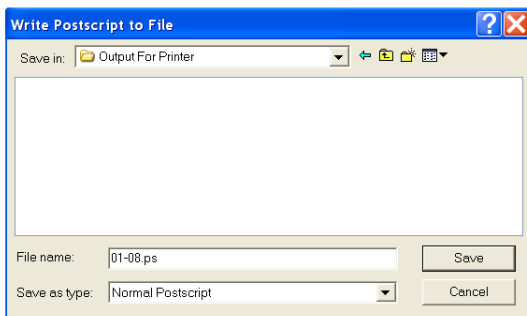 Write Postscript to File
Save in: Output For Printer
File name: 01-08.ps Save
Save as type: Normal Postscript Cancel